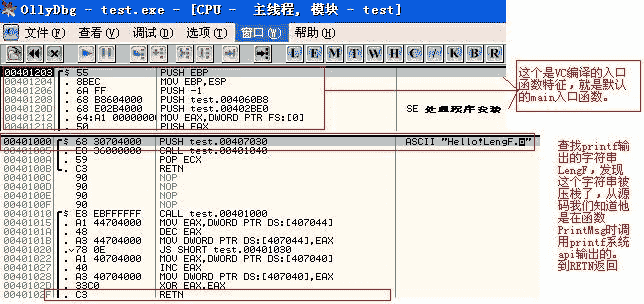 OllyDbg - test.exe - [CPU - 主线程, 模块 - test]
文件(F) 查看(V) 调试(D) 选项(T) 窗口(W) 帮助(H)
L E M T W H C / K B R
00401203 $ 55 PUSH EBP
00401204 . 8BEC MOV EBP,ESP
00401206 . 6A FF PUSH -1
00401208 . 68 B8604000 PUSH test.004060B8
0040120D . 68 E02B4000 PUSH test.00402BE0 SE 处理程序安装
00401212 . 64:A1 00000000 MOV EAX,DWORD PTR FS:[0]
00401218 . 50 PUSH EAX
00401000 $ 68 30704000 PUSH test.00407030 ASCII "Hello!LengF.
00401005 . E8 36000000 CALL test.00401040
0040100A . 59 POP ECX
0040100B . C3 RETN
0040100C 90 NOP
0040100D 90 NOP
0040100E 90 NOP
0040100F 90 NOP
00401010 $ E8 EBFFFFFF CALL test.00401000
00401015 . A1 44704000 MOV EAX,DWORD PTR DS:[407044]
0040101A . 48 DEC EAX
0040101B . A3 44704000 MOV DWORD PTR DS:[407044],EAX
00401020 . 78 0E JS SHORT test.00401030
00401022 . A1 40704000 MOV EAX,DWORD PTR DS:[407040]
00401027 . 40 INC EAX
00401028 . A3 40704000 MOV DWORD PTR DS:[407040],EAX
0040102D . 33C0 XOR EAX,EAX
0040102F . C3 RETN
这个是VC编译的入口
函数特征，就是默认
的main入口函数。
查找printf输
出的字符串
LengF，发现
这个字符串被
压栈了，从源
码我们知道他
是在函数
PrintMsg时调
用printf系统
api输出的。
到RETN返回